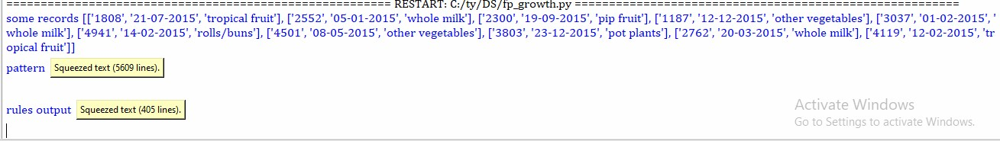 ================================================== RESTART: C:/ty/DS/fp_growth.py ==================================================
some records [['1808', '21-07-2015', 'tropical fruit'], ['2552', '05-01-2015', 'whole milk'], ['2300', '19-09-2015', 'pip fruit'], ['1187', '12-12-2015', 'other vegetables'], ['3037', '01-02-2015', '
whole milk'], ['4941', '14-02-2015', 'rolls/buns'], ['4501', '08-05-2015', 'other vegetables'], ['3803', '23-12-2015', 'pot plants'], ['2762', '20-03-2015', 'whole milk'], ['4119', '12-02-2015', 'tr
opical fruit']]
pattern Squeezed text (5609 lines).
rules output Squeezed text (405 lines).
Activate Windows
Go to Settings to activate Windows.